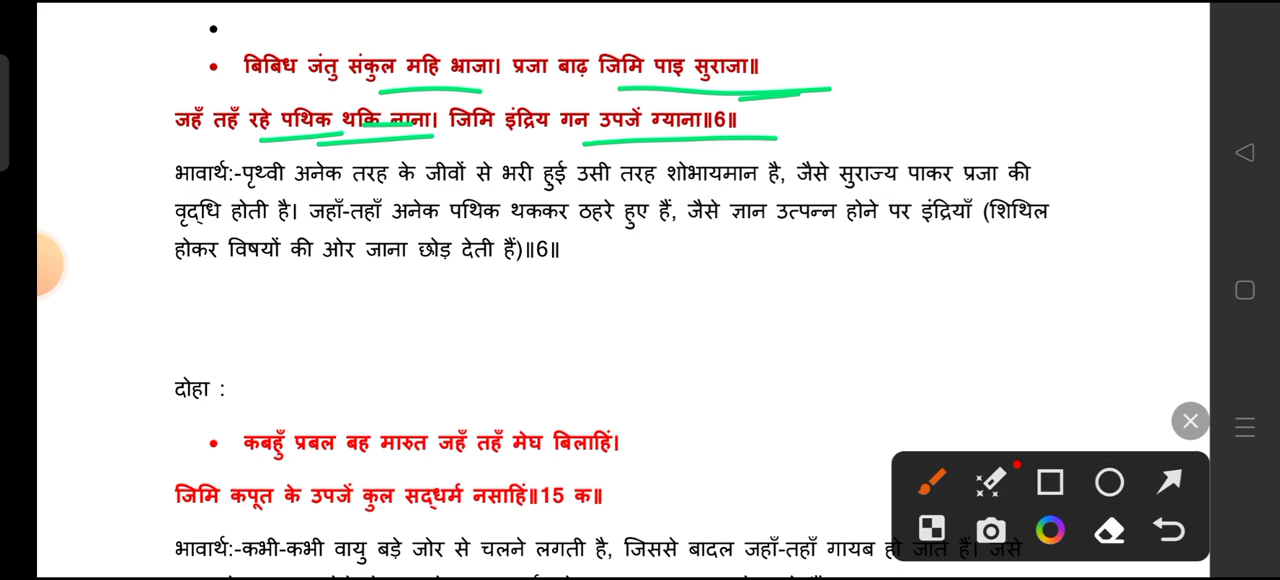 बिबिध जंतु संकुल महि भ्राजा। प्रजा बाढ़ जिमि पाइ सुराजा॥
जहँ तहँ रहे पथिक थकि नाना। जिमि इंद्रिय गन उपजें ग्याना॥6॥
भावार्थ:-पृथ्वी अनेक तरह के जीवों से भरी हुई उसी तरह शोभायमान है, जैसे सुराज्य पाकर प्रजा की
वृद्धि होती है। जहाँ-तहाँ अनेक पथिक थककर ठहरे हुए हैं, जैसे ज्ञान उत्पन्न होने पर इंद्रियाँ (शिथिल
होकर विषयों की ओर जाना छोड़ देती हैं)॥6॥
दोहा :
कबहुँ प्रबल बह मारुत जहँ तहँ मेघ बिलाहिं।
जिमि कपूत के उपजें कुल सद्धर्म नसाहिं॥15 क॥
भावार्थ:-कभी-कभी वायु बड़े जोर से चलने लगती है, जिससे बादल जहाँ-तहाँ गायब हो जाते हैं। जैसे